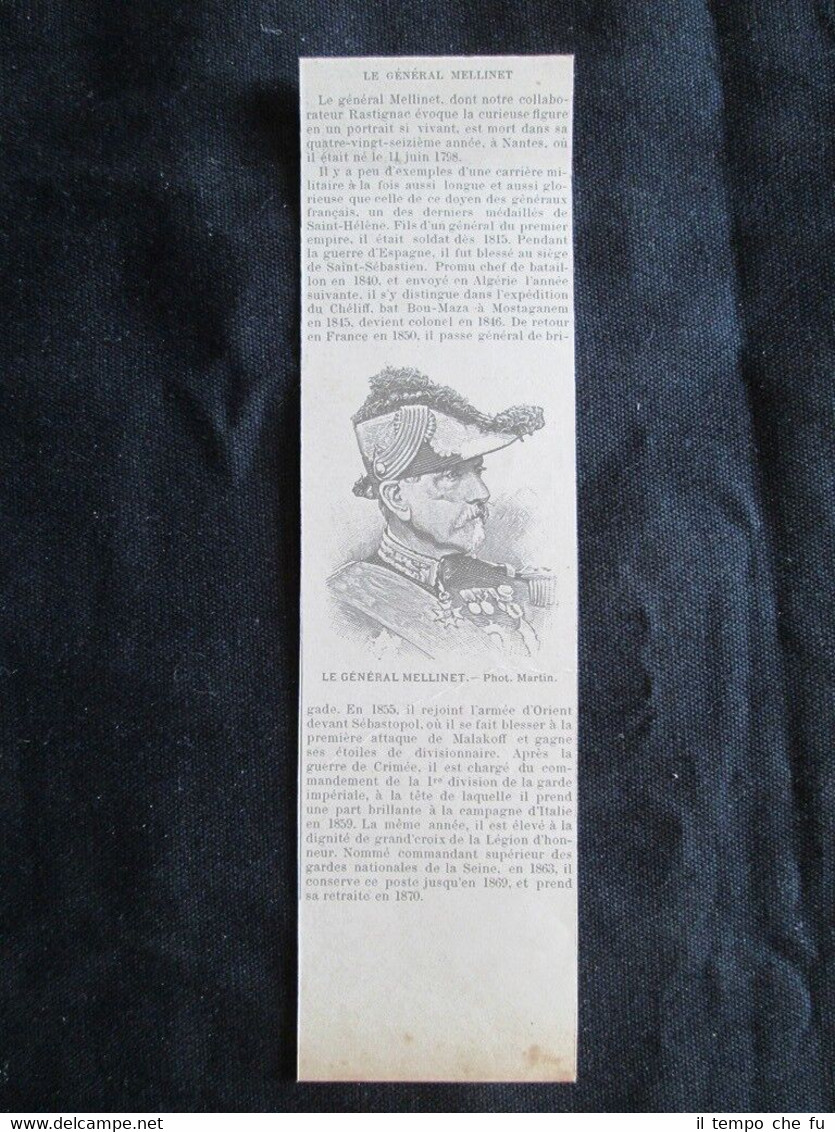 LE GÉNÉRAL MELLINET
Le général Mellinet, dont notre collabo-
rateur Rastignac évoque la curieuse figure
en un portrait si vivant, est mort dans sa
quatre-vingt-seizième année, à Nantes, où
il était né le 11 juin 1798.
Il y a peu d'exemples d'une carrière mi-
litaire à la fois aussi longue et aussi glo-
rieuse que celle de ce doyen des généraux
français, un des derniers médaillés de
Saint-Hélène. Fils d'un général du premier
empire, il était soldat dès 1815. Pendant
la guerre d'Espagne, il fut blessé au siège
de Saint-Sébastien. Promu chef de batail-
lon en 1840, et envoyé en Algérie l'année
suivante, il s'y distingue dans l'expédition
du Chéliff, bat Bou-Maza à Mostaganem
en 1845, devient colonel en 1846. De retour
en France en 1850, il passe général de bri-
LE GÉNÉRAL MELLINET. — Phot. Martin.
gade. En 1855, il rejoint l'armée d'Orient
devant Sébastopol, où il se fait blesser à la
première attaque de Malakoff et gagne
ses étoiles de divisionnaire. Après la
guerre de Crimée, il est chargé du com-
mandement de la 1re division de la garde
impériale, à la tête de laquelle il prend
une part brillante à la campagne d'Italie
en 1859. La même année, il est élevé à la
dignité de grand'croix de la Légion d'hon-
neur. Nommé commandant supérieur des
gardes nationales de la Seine, en 1863, il
conserve ce poste jusqu'en 1869, et prend
sa retraite en 1870.
www.delcampe.net
il tempo che fu